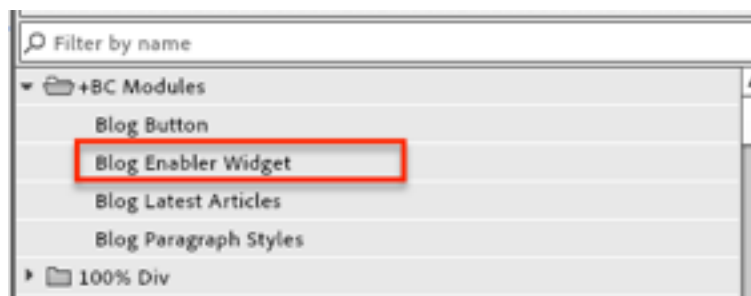 Filter by name
+BC Modules
Blog Button
Blog Enabler Widget
Blog Latest Articles
Blog Paragraph Styles
100% Div